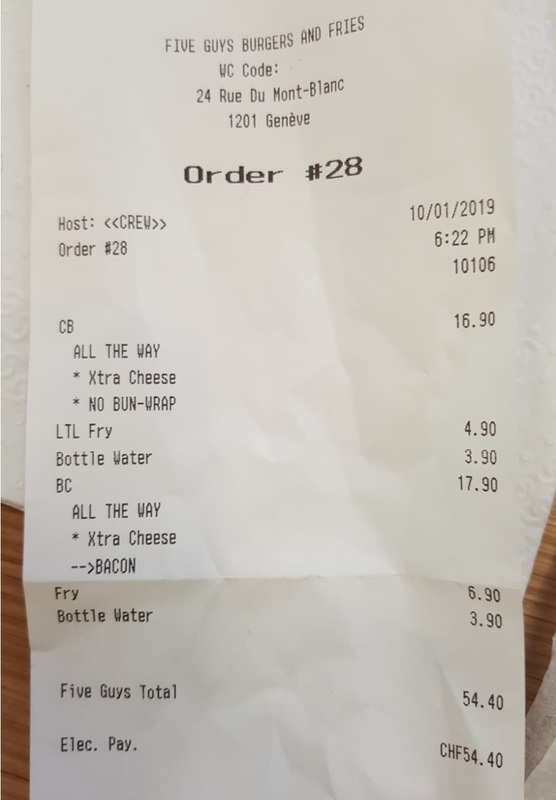 FIVE GUYS BURGERS AND FRIES
WC Code:
24 Rue Du Mont-Blanc
1201 Genève
Order #28
Host: <<CREW>> 10/01/2019
Order #28 6:22 PM
10106
CB 16.90
ALL THE WAY
* Xtra Cheese
* NO BUN-WRAP
LTL Fry 4.90
Bottle Water 3.90
BC 17.90
ALL THE WAY
* Xtra Cheese
-->BACON
Fry 6.90
Bottle Water 3.90
Five Guys Total 54.40
Elec. Pay. CHF54.40